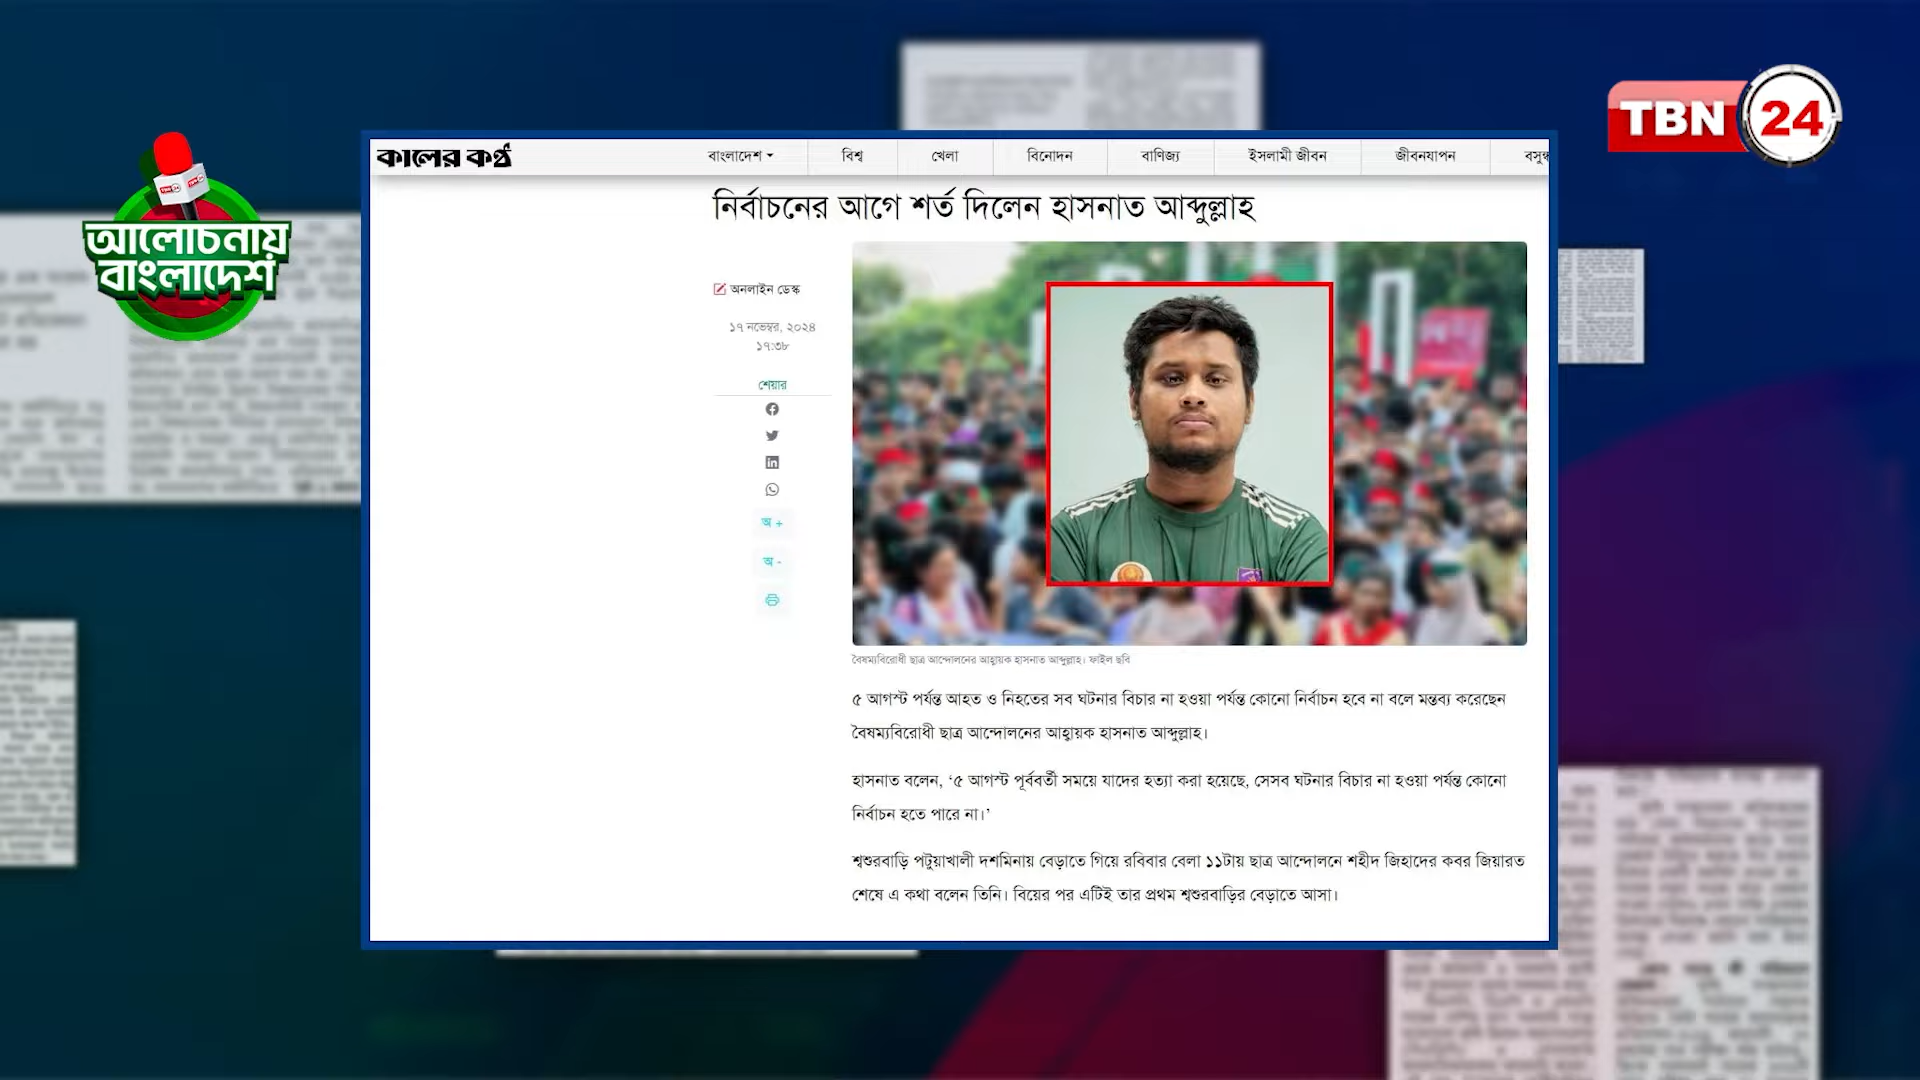 TBN 24
আলোচনায়
বাংলাদেশ
কালের কণ্ঠ
বাংলাদেশ বিশ্ব খেলা বিনোদন বাণিজ্য ইসলামী জীবন জীবনযাপন
নির্বাচনের আগে শর্ত দিলেন হাসনাত আব্দুল্লাহ
অনলাইন ডেস্ক
১৭ নভেম্বর, ২০২৪
১৭:৩৮
শেয়ার
অ +
অ -
বৈষম্যবিরোধী ছাত্র আন্দোলনের আহ্বায়ক হাসনাত আব্দুল্লাহ। ফাইল ছবি
৫ আগস্ট পর্যন্ত আহত ও নিহতের সব ঘটনার বিচার না হওয়া পর্যন্ত কোনো নির্বাচন হবে না বলে মন্তব্য করেছেন
বৈষম্যবিরোধী ছাত্র আন্দোলনের আহ্বায়ক হাসনাত আব্দুল্লাহ।
হাসনাত বলেন, ‘৫ আগস্ট পূর্ববর্তী সময়ে যাদের হত্যা করা হয়েছে, সেসব ঘটনার বিচার না হওয়া পর্যন্ত কোনো
নির্বাচন হতে পারে না।’
শ্বশুরবাড়ি পটুয়াখালী দশমিনায় বেড়াতে গিয়ে রবিবার বেলা ১১টায় ছাত্র আন্দোলনে শহীদ জিহাদের কবর জিয়ারত
শেষে এ কথা বলেন তিনি। বিয়ের পর এটিই তার প্রথম শ্বশুরবাড়ির বেড়াতে আসা।